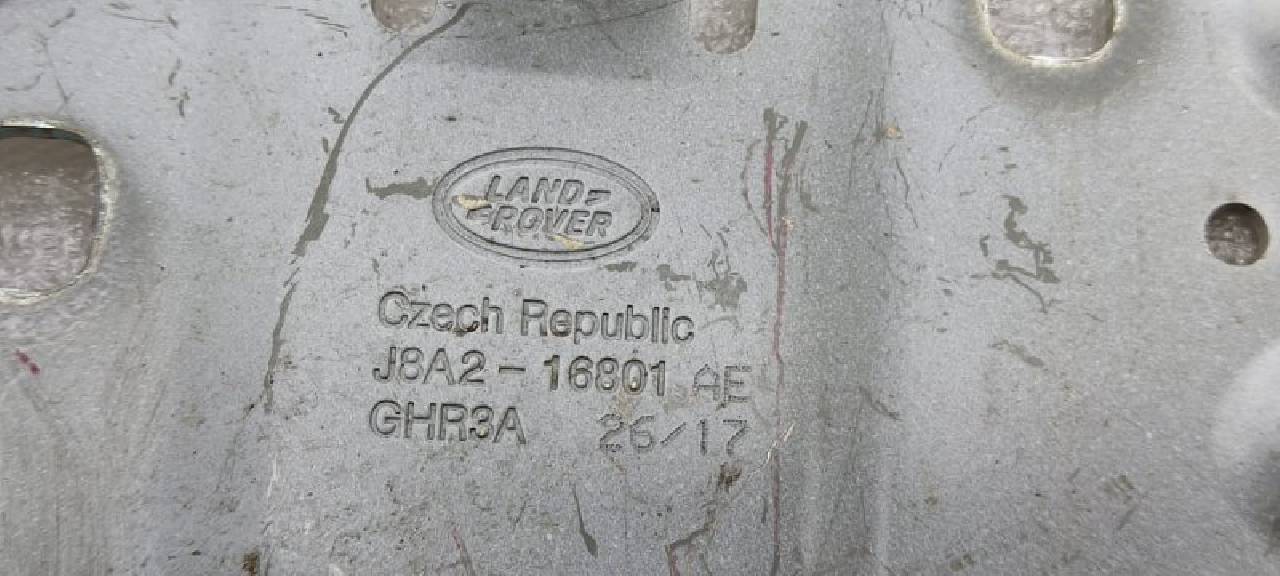 LAND
ROVER
Czech Republic
J8A2-16801 AE
GHR3A 26/17